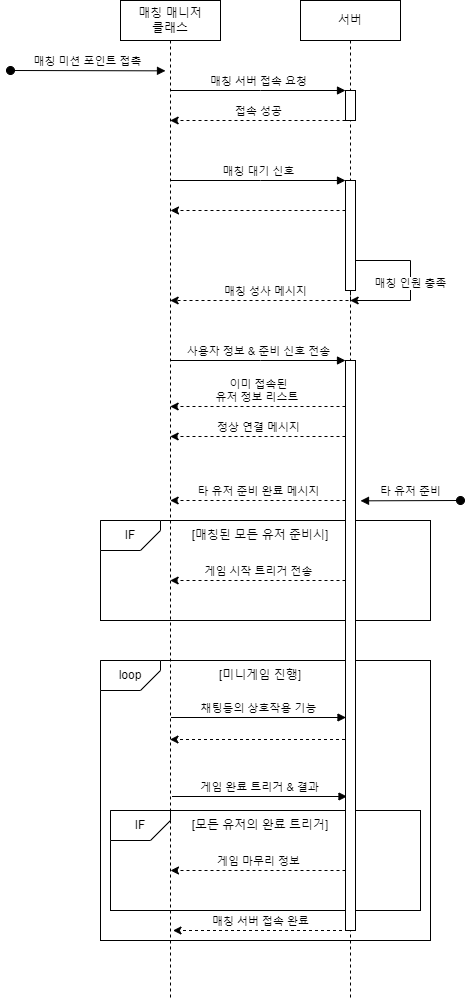 매칭 매니저
클래스
서버
매칭 미션 포인트 접촉
매칭 서버 접속 요청
접속 성공
매칭 대기 신호
매칭 인원 충족
매칭 성사 메시지
사용자 정보 & 준비 신호 전송
이미 접속된
유저 정보 리스트
정상 연결 메시지
타 유저 준비 완료 메시지
타 유저 준비
IF
[매칭된 모든 유저 준비시]
게임 시작 트리거 전송
loop
[미니게임 진행]
채팅등의 상호작용 기능
게임 완료 트리거 & 결과
IF
[모든 유저의 완료 트리거]
게임 마무리 정보
매칭 서버 접속 완료